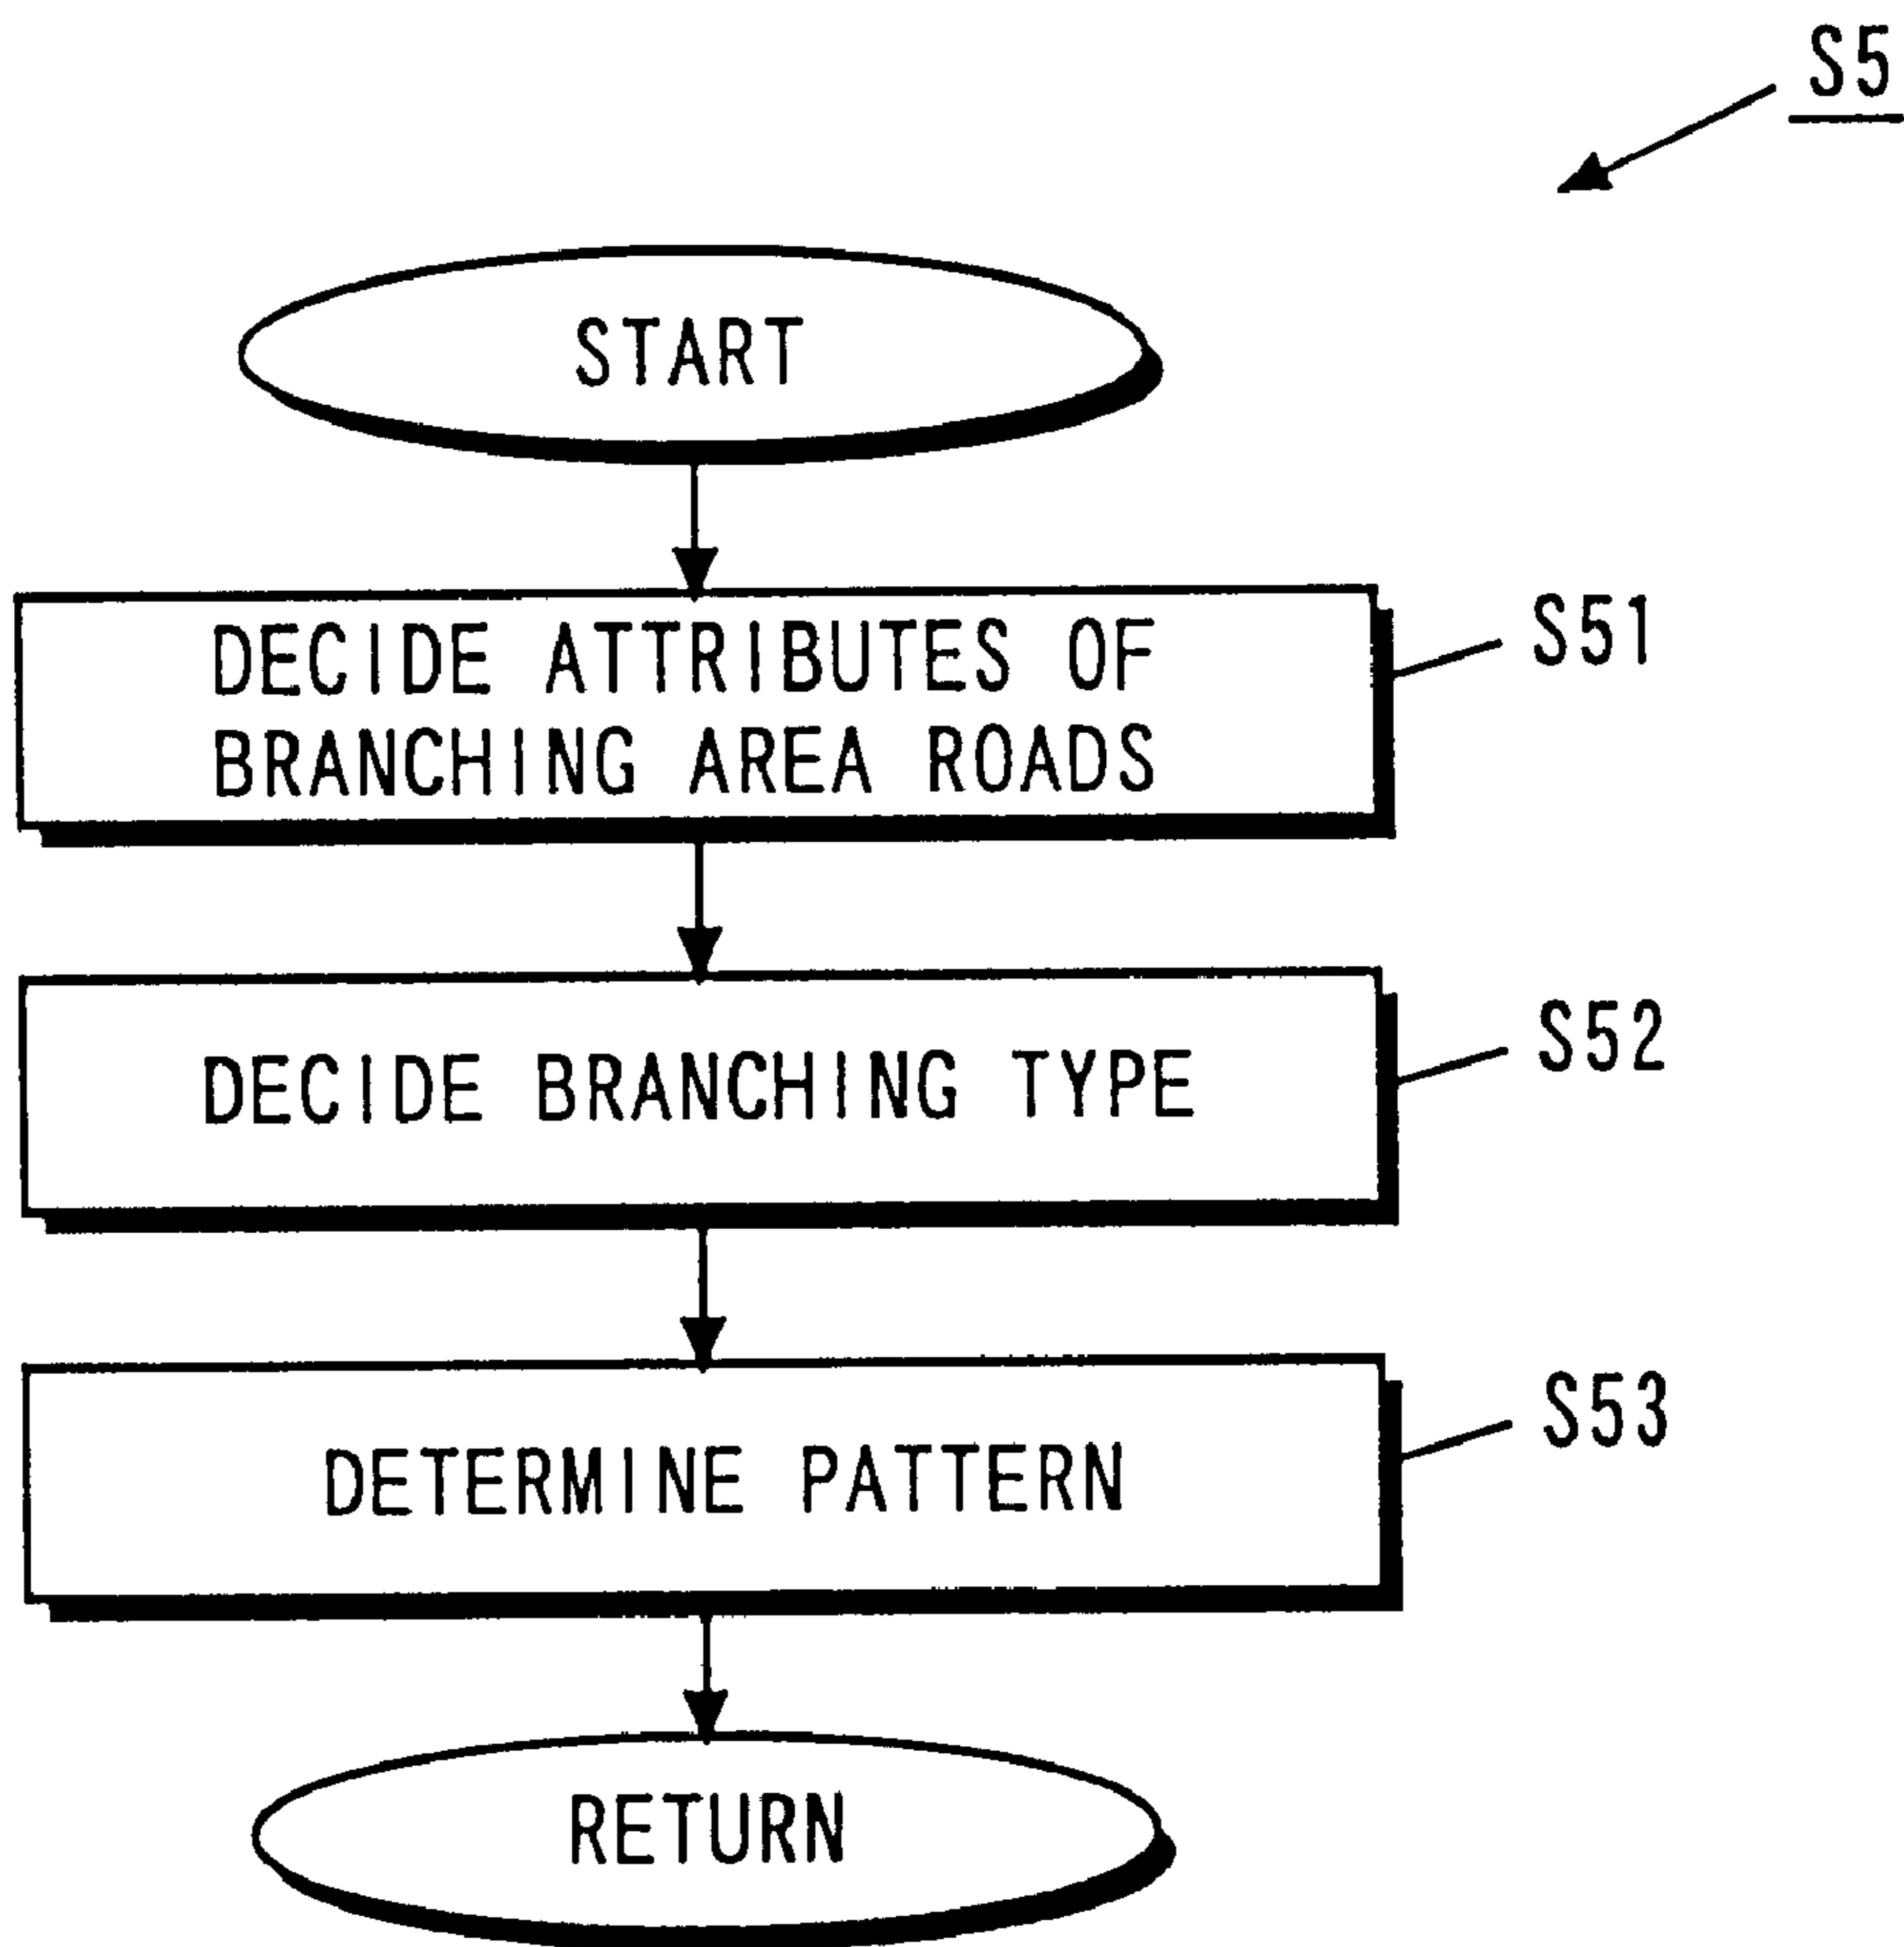 S5
START
DECIDE ATTRIBUTES OF
BRANCHING AREA ROADS
S51
DECIDE BRANCHING TYPE
S52
DETERMINE PATTERN
S53
RETURN